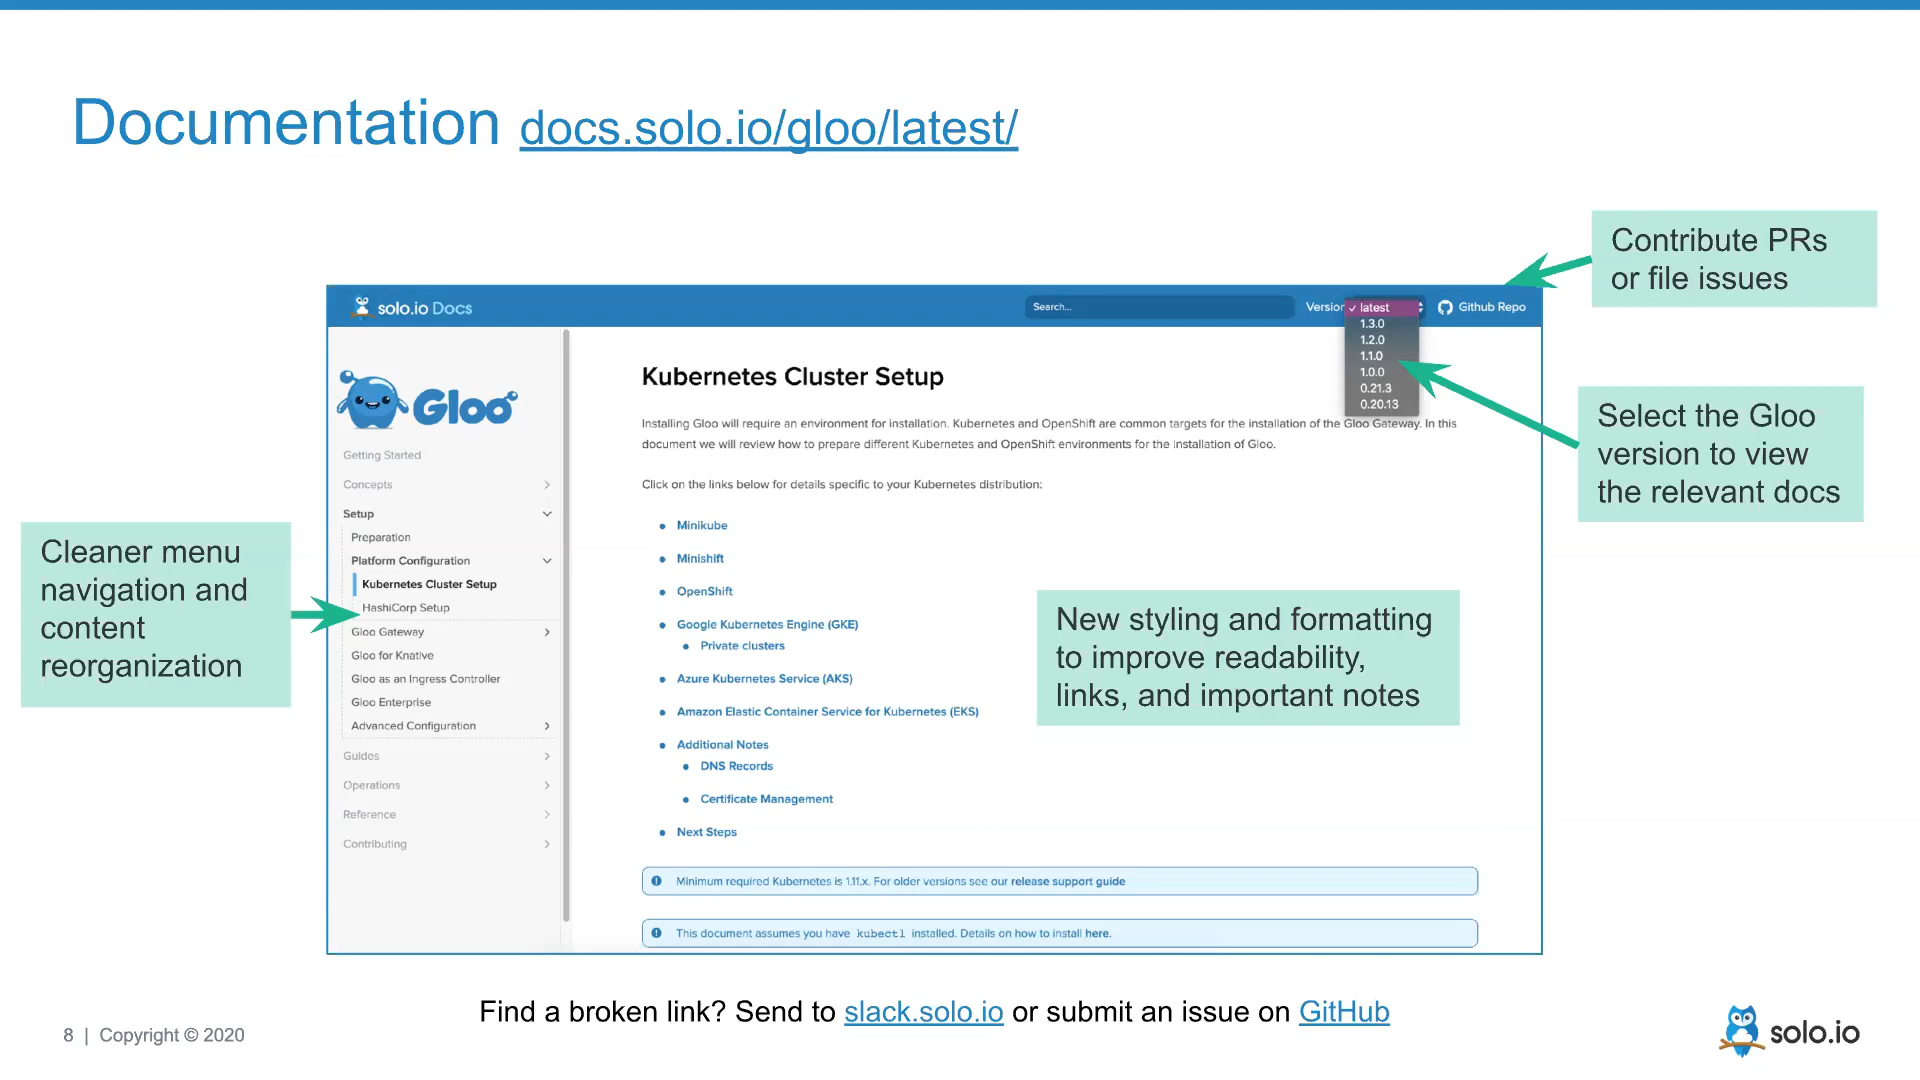 Documentation docs.solo.io/gloo/latest/
Contribute PRs
or file issues
solo.io Docs
Search...
Version
latest
1.3.0
1.2.0
1.1.0
1.0.0
0.21.3
0.20.13
Github Repo
Select the Gloo
version to view
the relevant docs
Gloo
Getting Started
Concepts
Setup
Preparation
Platform Configuration
Kubernetes Cluster Setup
HashiCorp Setup
Gloo Gateway
Gloo for Knative
Gloo as an Ingress Controller
Gloo Enterprise
Advanced Configuration
Guides
Operations
Reference
Contributing
Cleaner menu
navigation and
content
reorganization
Kubernetes Cluster Setup
Installing Gloo will require an environment for installation. Kubernetes and OpenShift are common targets for the installation of the Gloo Gateway. In this
document we will review how to prepare different Kubernetes and OpenShift environments for the installation of Gloo.
Click on the links below for details specific to your Kubernetes distribution:
Minikube
Minishift
OpenShift
Google Kubernetes Engine (GKE)
Private clusters
Azure Kubernetes Service (AKS)
Amazon Elastic Container Service for Kubernetes (EKS)
Additional Notes
DNS Records
Certificate Management
Next Steps
New styling and formatting
to improve readability,
links, and important notes
Minimum required Kubernetes is 1.11.x. For older versions see our release support guide
This document assumes you have kubectl installed. Details on how to install here.
Find a broken link? Send to slack.solo.io or submit an issue on GitHub
8 | Copyright © 2020
solo.io